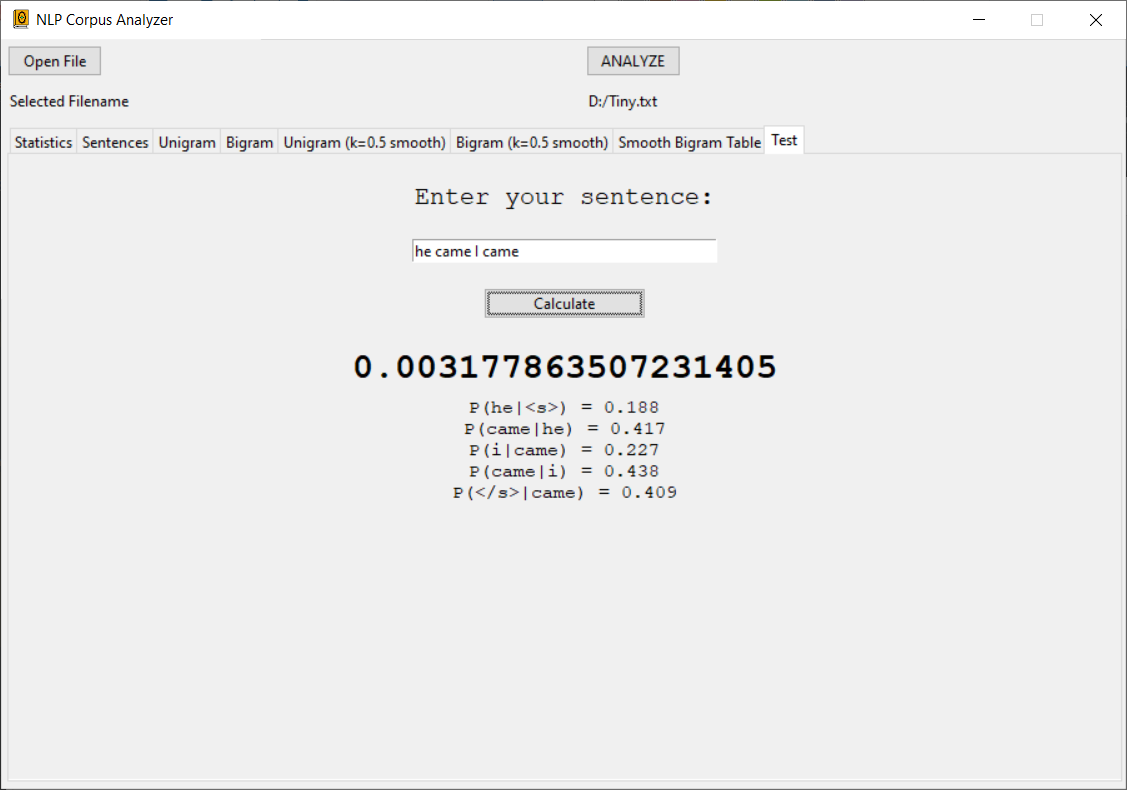 NLP Corpus Analyzer
Open File ANALYZE
Selected Filename D:/Tiny.txt
Statistics Sentences Unigram Bigram Unigram (k=0.5 smooth) Bigram (k=0.5 smooth) Smooth Bigram Table Test
Enter your sentence:
he came I came
Calculate
0.003177863507231405
P(he|<s>) = 0.188
P(came|he) = 0.417
P(i|came) = 0.227
P(came|i) = 0.438
P(</s>|came) = 0.409